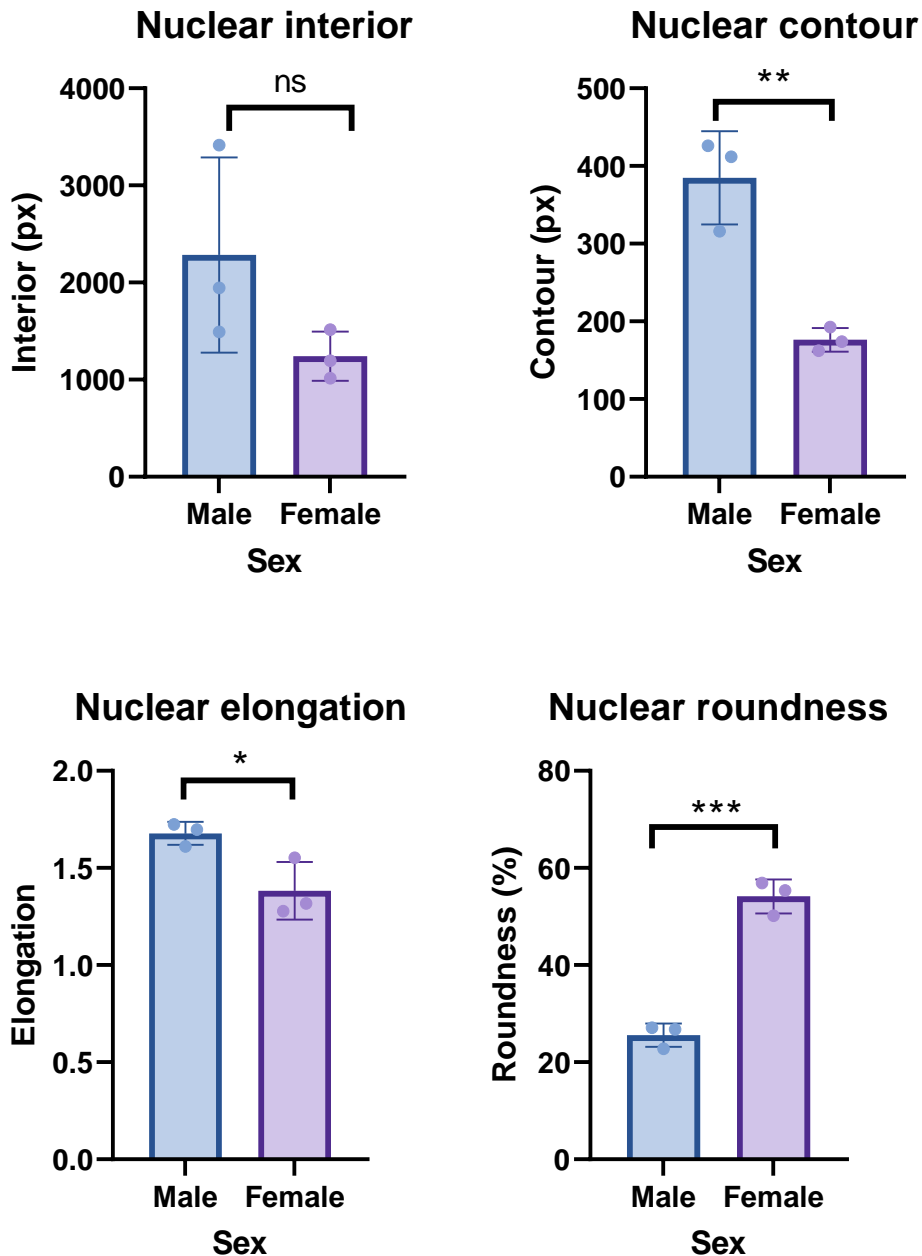 Nuclear interior
ns
4000
3000
2000
1000
0
Interior (px)
Male Female
Sex
Nuclear contour
**
500
400
300
200
100
0
Contour (px)
Male Female
Sex
Nuclear elongation
*
2.0
1.5
1.0
0.5
0.0
Elongation
Male Female
Sex
Nuclear roundness
***
80
60
40
20
0
Roundness (%)
Male Female
Sex